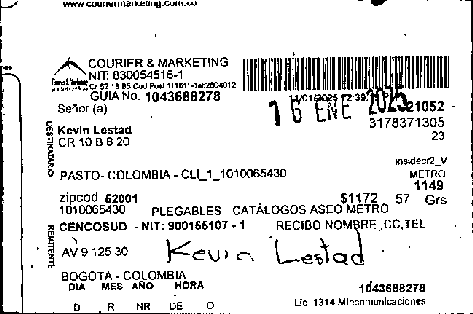 www.couriermarketing.com.co
COURIER & MARKETING
NIT: 830054516-1
GUIA No. 1043688278
Señor (a)
16 ENE 2025
21052
3178371305
23
DESTINATARIO
Kevin Lestad
CR 10 B 6 20
PASTO- COLOMBIA - CLI_1_1010065430
METRO
1149
zipcod 52001
$1172 57 Grs
1010065430 PLEGABLES CATÁLOGOS ASEO METRO
REMITENTE
CENCOSUD - NIT: 900155107 - 1 RECIBO NOMBRE ,CC,TEL
AV 9 125 30
Kevin Lestad
BOGOTA - COLOMBIA
DIA MES AÑO HORA
1043688278
Lic 1314 Mincomunicaciones
D R NR DE O